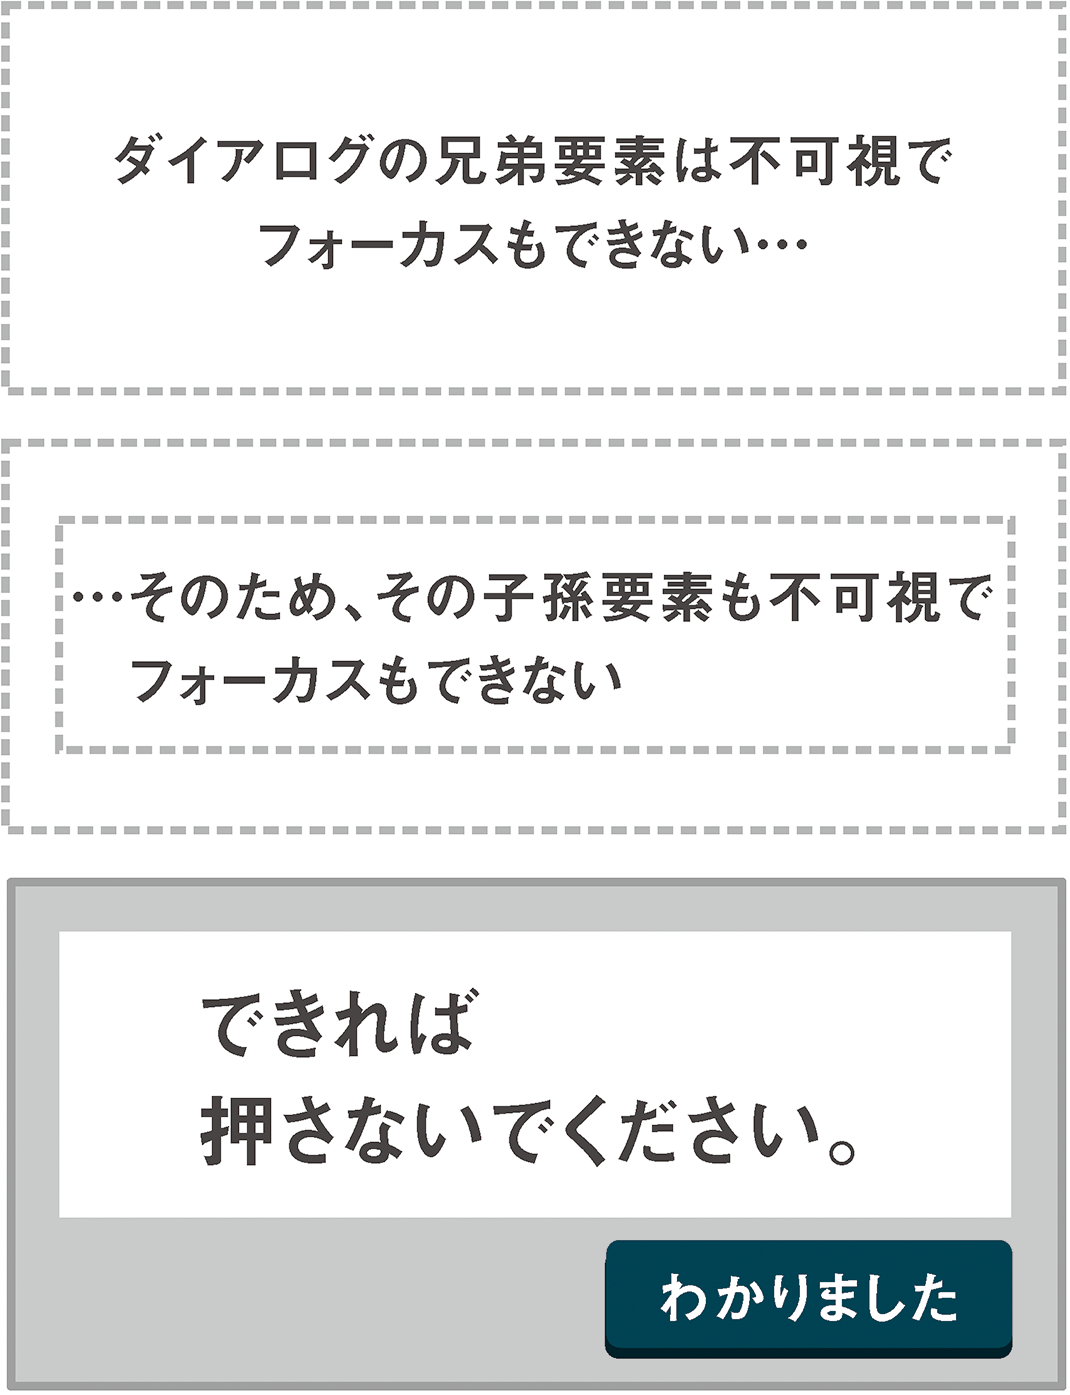 ダイアログの兄弟要素は不可視で
フォーカスもできない…
…そのため、その子孫要素も不可視で
フォーカスもできない
できれば
押さないでください。
わかりました